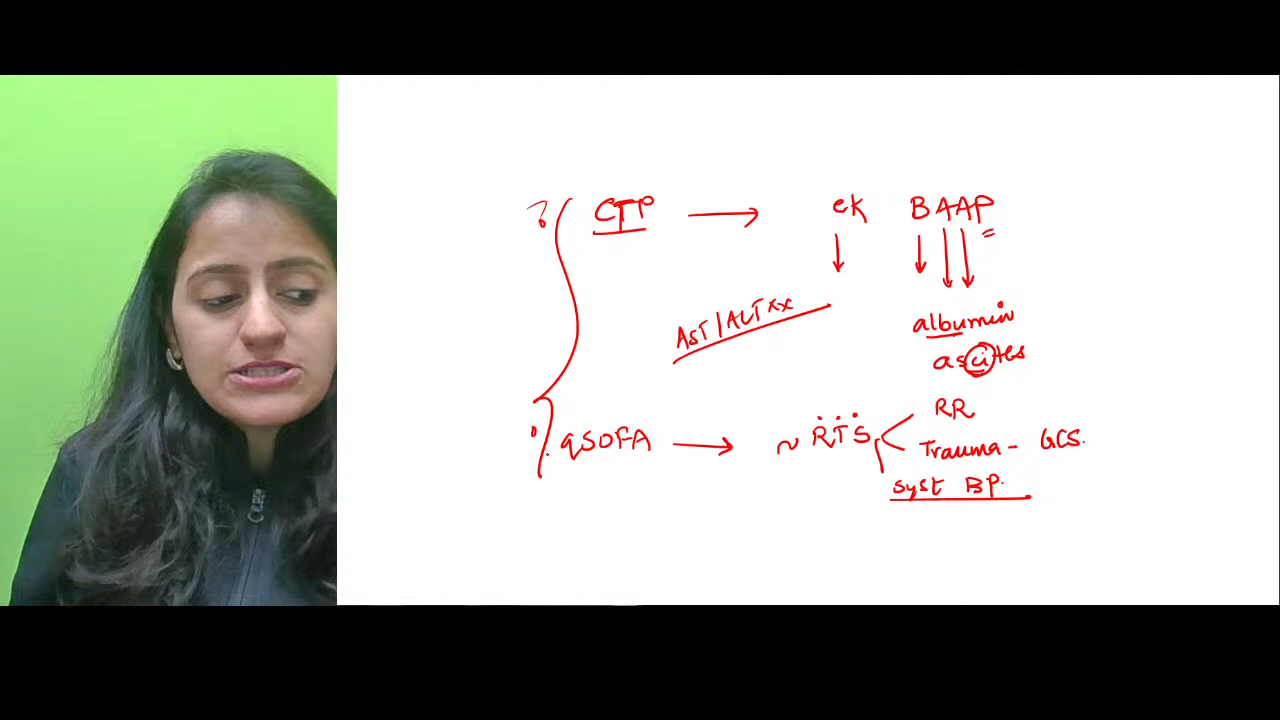 CTP → ek BAAP
AST/ALT xx
albumin
ascites
qSOFA → ~ RTS
RR
Trauma - GCS.
Syst BP.